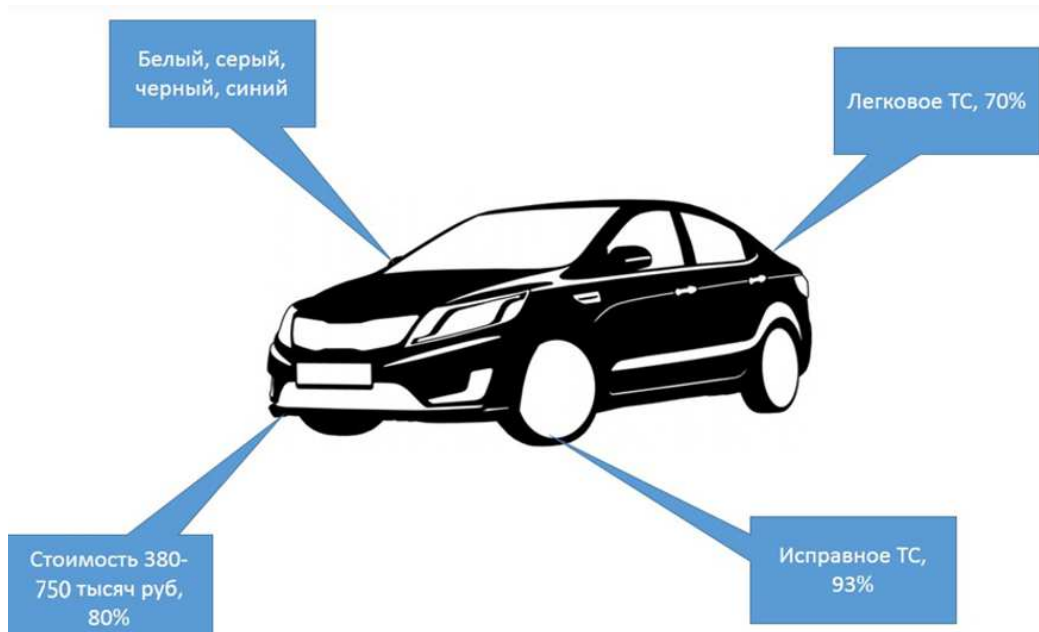 Белый, серый,
черный, синий
Легковое ТС, 70%
Стоимость 380-
750 тысяч руб,
80%
Исправное ТС,
93%